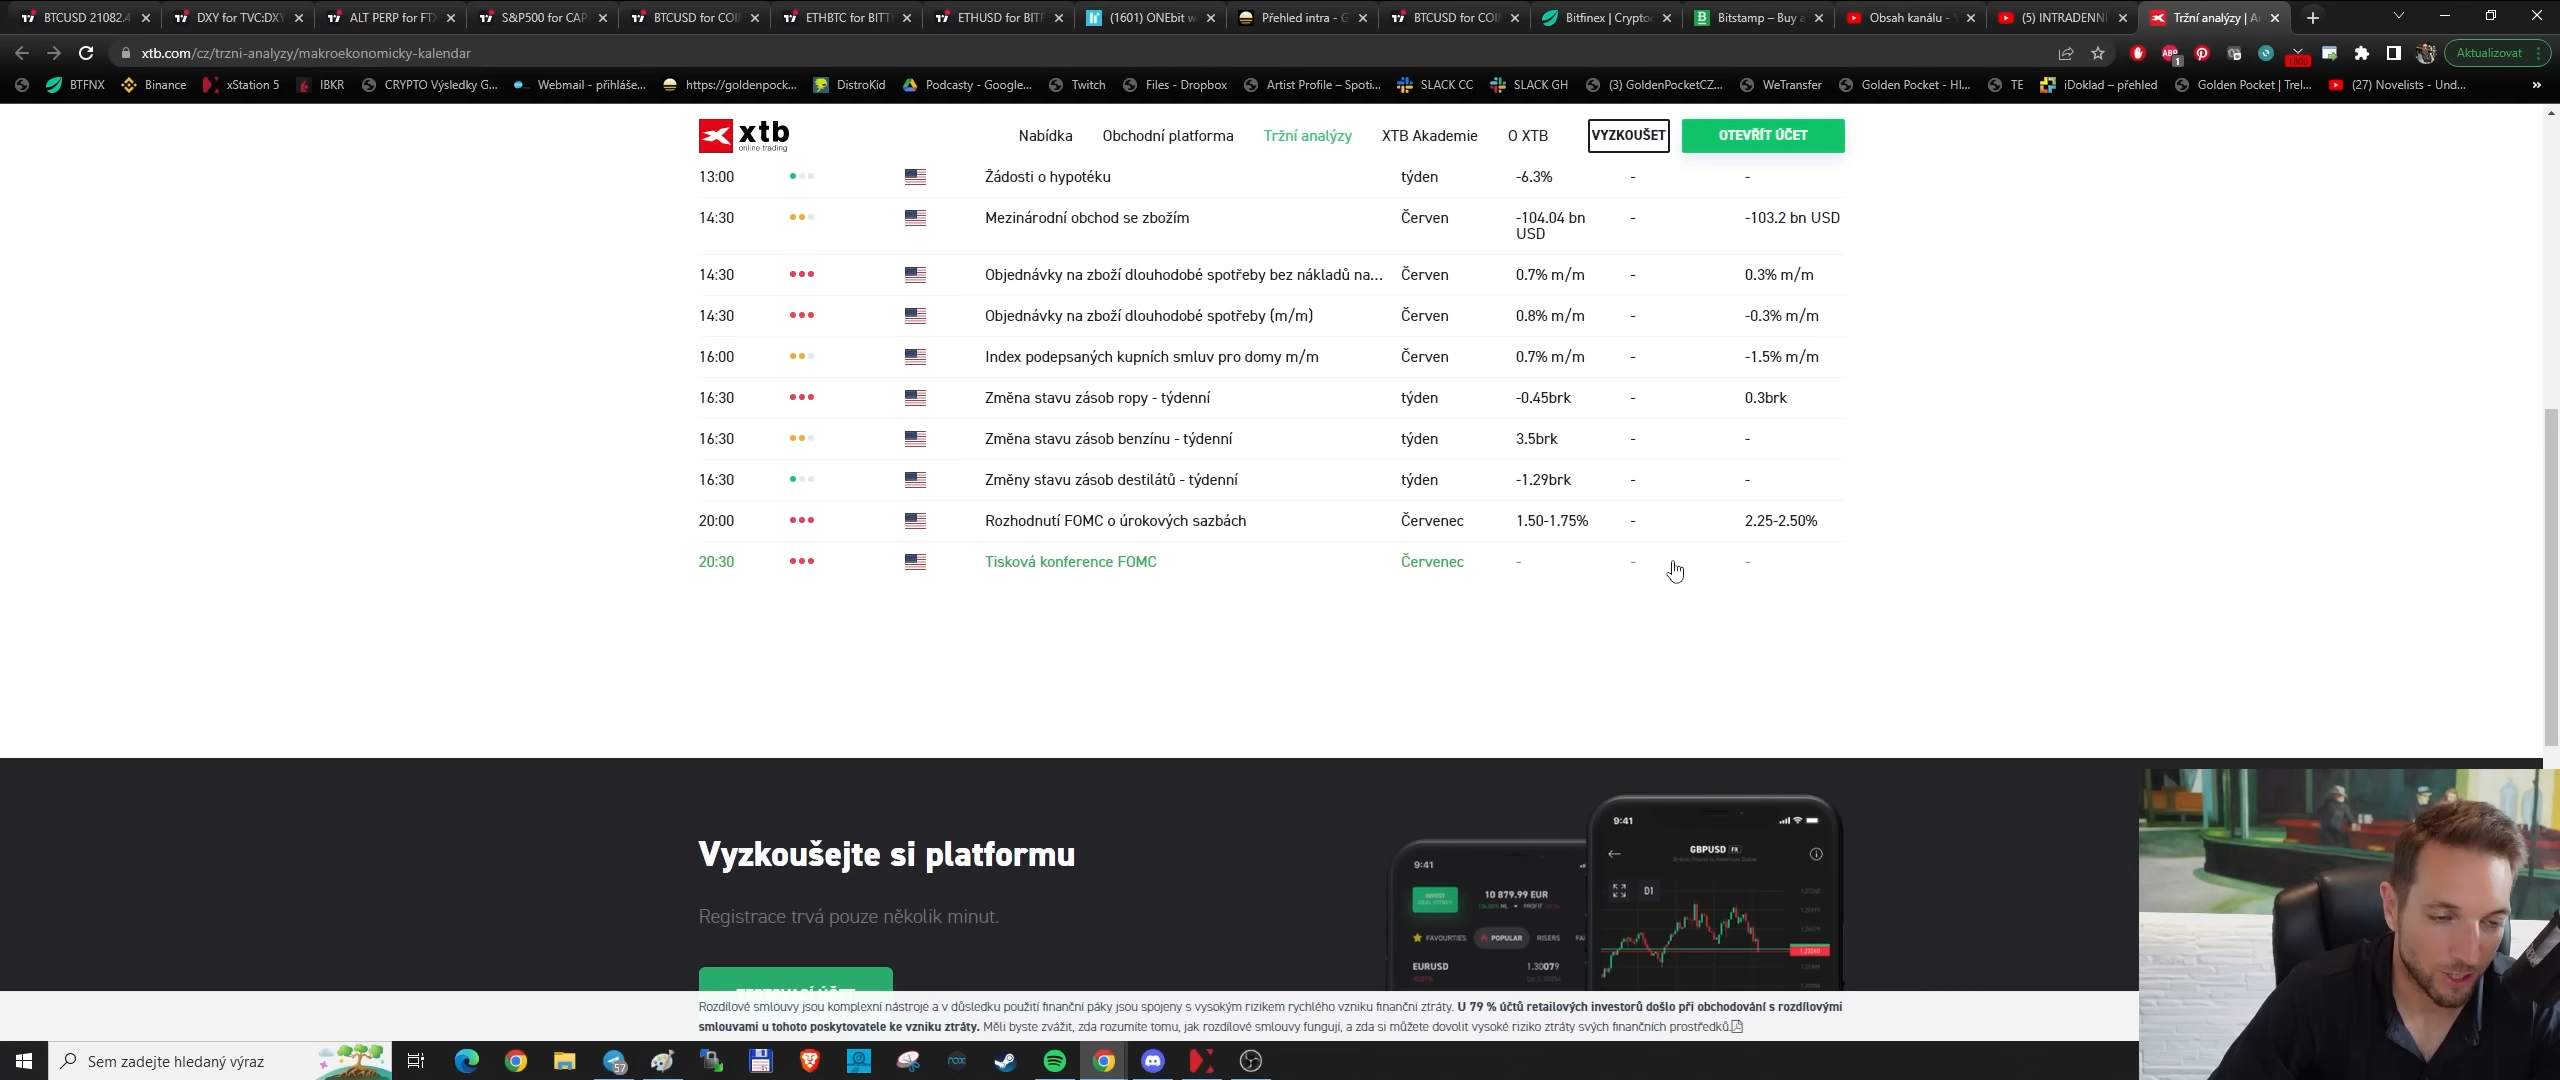 BTCUSD 21082.4 DXY for TVC:DXY ALT PERP for FTX S&P500 for CAP BTCUSD for COIN ETHBTC for BITF ETHUSD for BITF (1601) ONEbit Přehled intra - G BTCUSD for COIN Bitfinex | Crypto Bitstamp – Buy a Obsah kanálu - Y (5) INTRADENNÍ Tržní analýzy | A
xtb.com/cz/trzni-analyzy/makroekonomicky-kalendar Aktualizovat
BTFNX Binance xStation 5 IBKR CRYPTO Výsledky G... Webmail - přihláše... https://goldenpock... DistroKid Podcasty - Google... Twitch Files - Dropbox Artist Profile – Spoti... SLACK CC SLACK GH (3) GoldenPocketCZ... WeTransfer Golden Pocket - Hl... TE iDoklad – přehled Golden Pocket | Trel... (27) Novelists - Und... »
xtb
online trading
Nabídka Obchodní platforma Tržní analýzy XTB Akademie O XTB VYZKOUŠET OTEVŘÍT ÚČET
13:00 Žádosti o hypotéku týden -6.3% - -
14:30 Mezinárodní obchod se zbožím Červen -104.04 bn USD - -103.2 bn USD
14:30 Objednávky na zboží dlouhodobé spotřeby bez nákladů na... Červen 0.7% m/m - 0.3% m/m
14:30 Objednávky na zboží dlouhodobé spotřeby (m/m) Červen 0.8% m/m - -0.3% m/m
16:00 Index podepsaných kupních smluv pro domy m/m Červen 0.7% m/m - -1.5% m/m
16:30 Změna stavu zásob ropy - týdenní týden -0.45brk - 0.3brk
16:30 Změna stavu zásob benzínu - týdenní týden 3.5brk - -
16:30 Změny stavu zásob destilátů - týdenní týden -1.29brk - -
20:00 Rozhodnutí FOMC o úrokových sazbách Červenec 1.50-1.75% - 2.25-2.50%
20:30 Tisková konference FOMC Červenec - - -
Vyzkoušejte si platformu
Registrace trvá pouze několik minut.
9:41
10 879.99 EUR
FAVOURITIES POPULAR RISERS FA
EURUSD 1.30079
9:41
GBPUSD FX
D1
Rozdílové smlouvy jsou komplexní nástroje a v důsledku použití finanční páky jsou spojeny s vysokým rizikem rychlého vzniku finanční ztráty. U 79 % účtů retailových investorů došlo při obchodování s rozdílovými
smlouvami u tohoto poskytovatele ke vzniku ztráty. Měli byste zvážit, zda rozumíte tomu, jak rozdílové smlouvy fungují, a zda si můžete dovolit vysoké riziko ztráty svých finančních prostředků.
Sem zadejte hledaný výraz 57